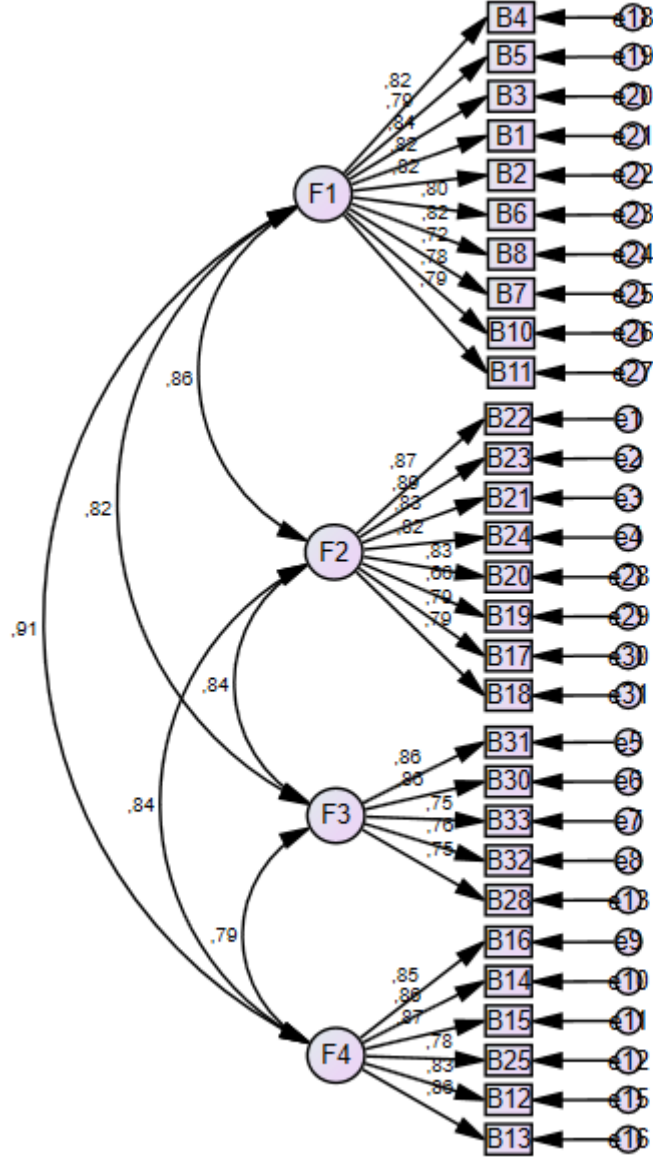 B4 e18
B5 e19
,82
,79
B3 e20
,84
B1 e21
,82
,82
B2 e22
F1
,80
B6 e23
,82
,72
B8 e24
,78
,79
B7 e25
B10 e26
B11 e27
,86
B22 e1
,87
B23 e2
,83
B21 e3
,82
B24 e4
,82
F2
,83
B20 e28
,79
B19 e29
,79
B17 e30
B18 e31
,91
,84
B31 e5
,86
B30 e6
,84
,75
F3
B33 e7
,76
B32 e8
,75
B28 e13
,79
B16 e9
,85
B14 e10
,87
B15 e11
,78
F4
B25 e12
,83
B12 e15
B13 e16